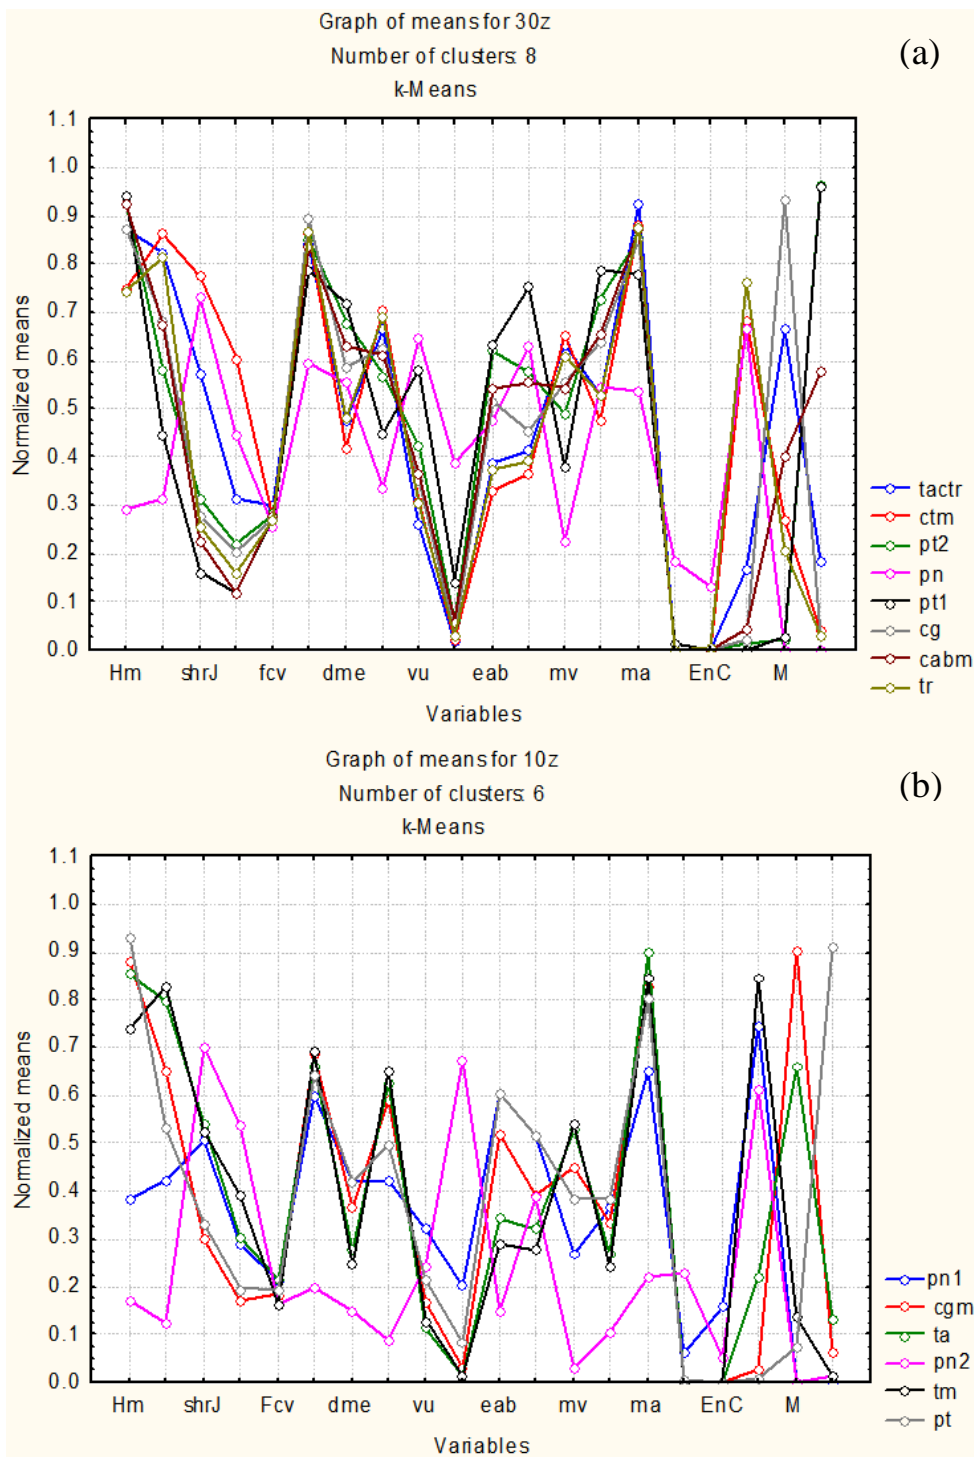 Graph of means for 30z
(a)
Number of clusters: 8
k-Means
1.1
1.0
0.9
0.8
0.7
0.6
0.5
0.4
0.3
0.2
0.1
0.0
Normalized means
Hm shrJ fcv dme vu eab mv ma EnC M
Variables
tactr
ctm
pt2
pn
pt1
cg
cabm
tr
Graph of means for 10z
(b)
Number of clusters: 6
k-Means
1.1
1.0
0.9
0.8
0.7
0.6
0.5
0.4
0.3
0.2
0.1
0.0
Normalized means
Hm shrJ Fcv dme vu eab mv ma EnC M
Variables
pn1
cgm
ta
pn2
tm
pt